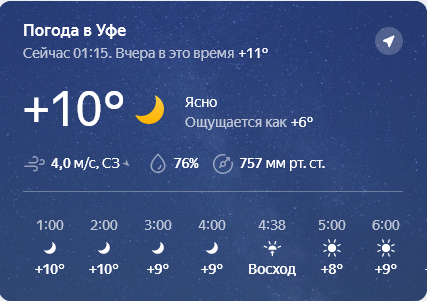 Погода в Уфе
Сейчас 01:15. Вчера в это время +11°
+10°
Ясно
Ощущается как +6°
4,0 м/с, СЗ 76% 757 мм рт. ст.
1:00 2:00 3:00 4:00 4:38 5:00 6:00
+10° +10° +9° +9° Восход +8° +9°